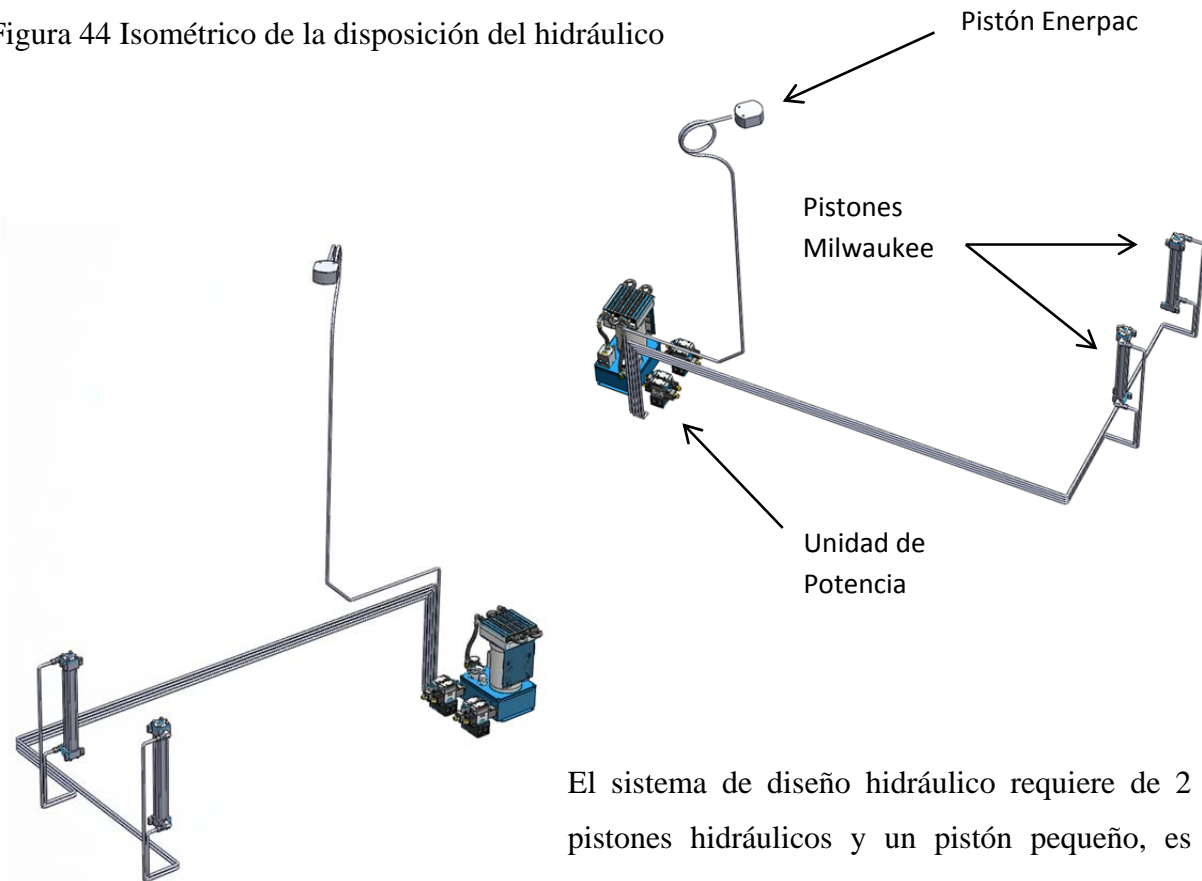 Figura 44 Isométrico de la disposición del hidráulico
Pistón Enerpac
Pistones
Milwaukee
Unidad de
Potencia
El sistema de diseño hidráulico requiere de 2
pistones hidráulicos y un pistón pequeño, es